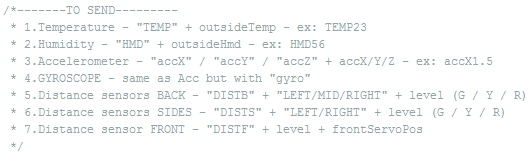 /*-------TO SEND---------
* 1.Temperature - "TEMP" + outsideTemp - ex: TEMP23
* 2.Humidity - "HMD" + outsideHmd - ex: HMD56
* 3.Accelerometer - "accX" / "accY" / "accZ" + accX/Y/Z - ex: accX1.5
* 4.GYROSCOPE - same as Acc but with "gyro"
* 5.Distance sensors BACK - "DISTB" + "LEFT/MID/RIGHT" + level (G / Y / R)
* 6.Distance sensors SIDES - "DISTS" + "LEFT/RIGHT" + level (G / Y / R)
* 7.Distance sensor FRONT - "DISTF" + level + frontServoPos
*/